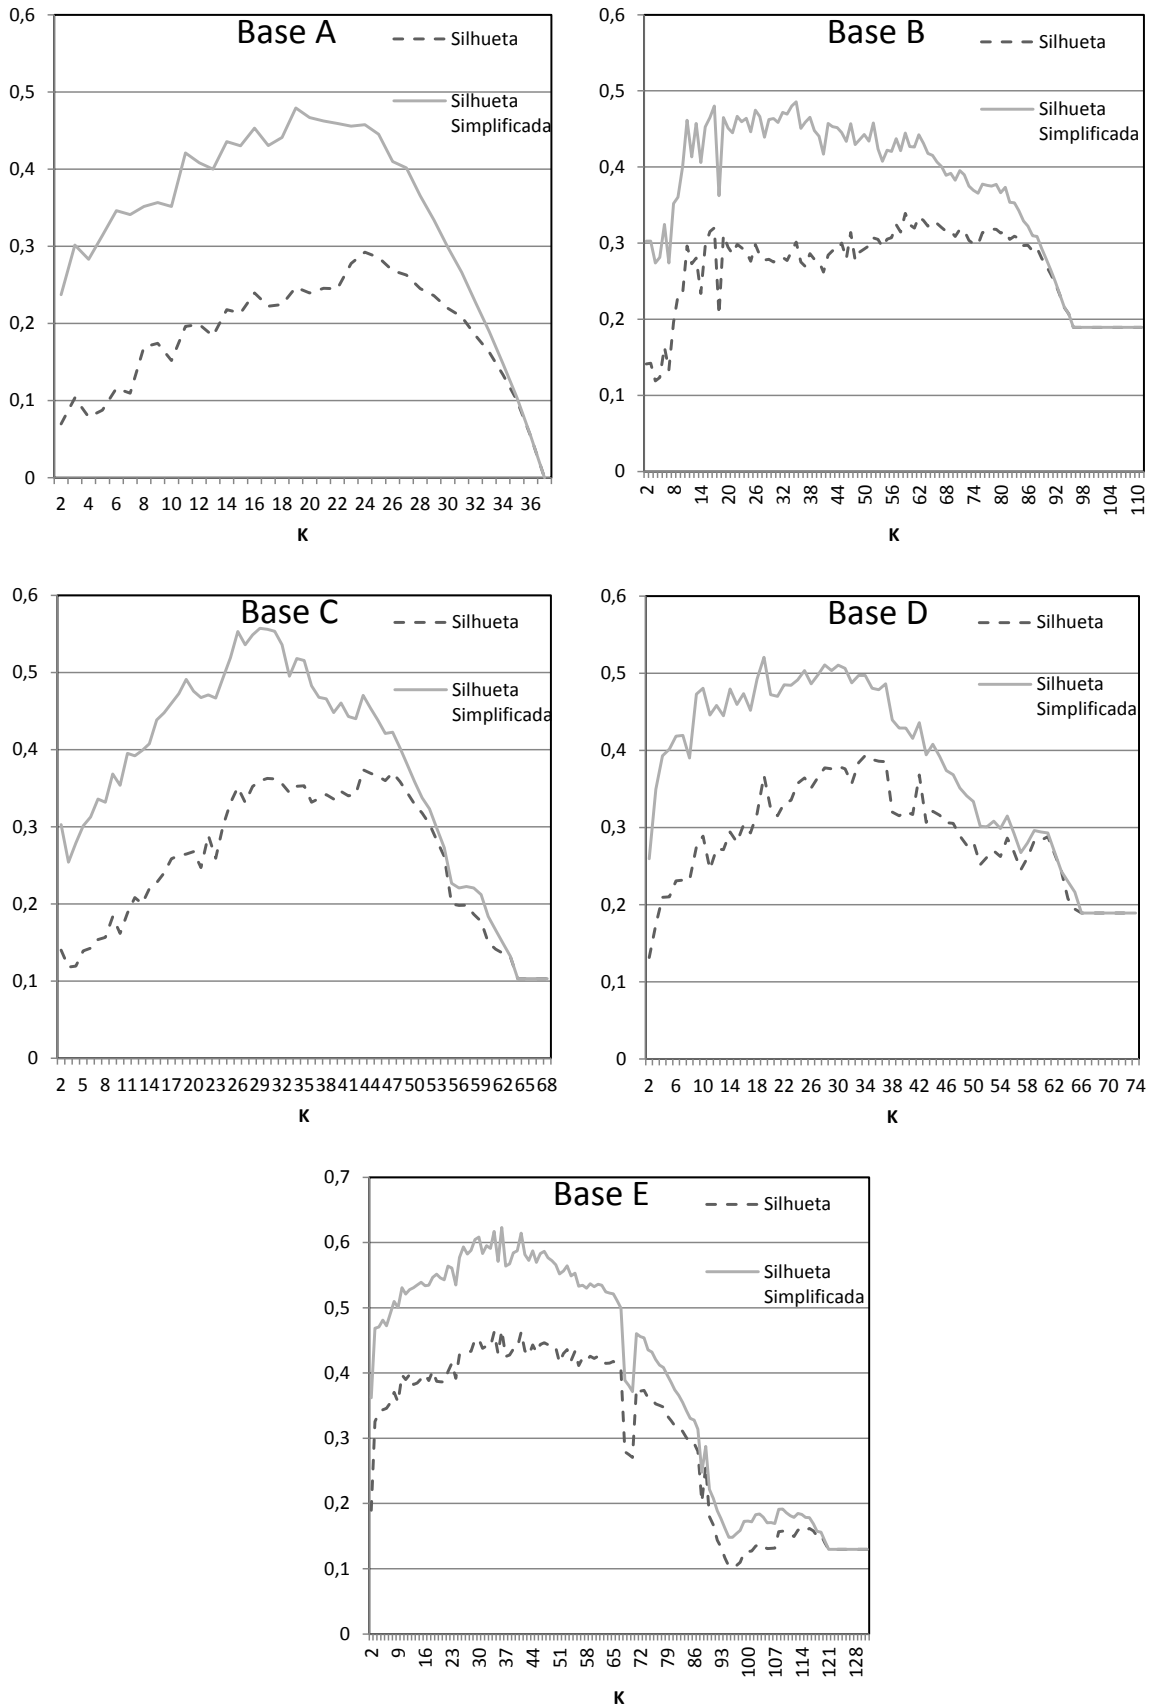 Base A
Silhueta
Silhueta
Simplificada
0,6
0,5
0,4
0,3
0,2
0,1
0
2 4 6 8 10 12 14 16 18 20 22 24 26 28 30 32 34 36
K
Base B
Silhueta
Silhueta
Simplificada
0,6
0,5
0,4
0,3
0,2
0,1
0
2 8 14 20 26 32 38 44 50 56 62 68 74 80 86 92 98 104 110
K
Base C
Silhueta
Silhueta
Simplificada
0,6
0,5
0,4
0,3
0,2
0,1
0
2 5 8 11 14 17 20 23 26 29 32 35 38 41 44 47 50 53 56 59 62 65 68
K
Base D
Silhueta
Silhueta
Simplificada
0,6
0,5
0,4
0,3
0,2
0,1
0
2 6 10 14 18 22 26 30 34 38 42 46 50 54 58 62 66 70 74
K
Base E
Silhueta
Silhueta
Simplificada
0,7
0,6
0,5
0,4
0,3
0,2
0,1
0
2 9 16 23 30 37 44 51 58 65 72 79 86 93 100 107 114 121 128
K